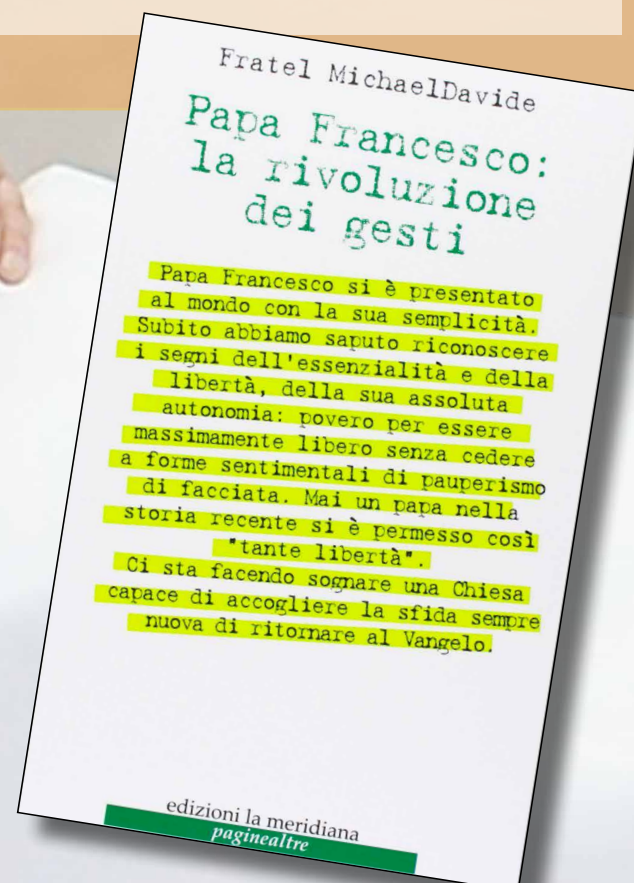 Fratel MichaelDavide
Papa Francesco:
la rivoluzione
dei gesti
Papa Francesco si è presentato
al mondo con la sua semplicità.
Subito abbiamo saputo riconoscere
i segni dell'essenzialità e della
libertà, della sua assoluta
autonomia: povero per essere
massimamente libero senza cedere
a forme sentimentali di pauperismo
di facciata. Mai un papa nella
storia recente si è permesso così
"tante libertà".
Ci sta facendo sognare una Chiesa
capace di accogliere la sfida sempre
nuova di ritornare al Vangelo.
edizioni la meridiana
paginealtre